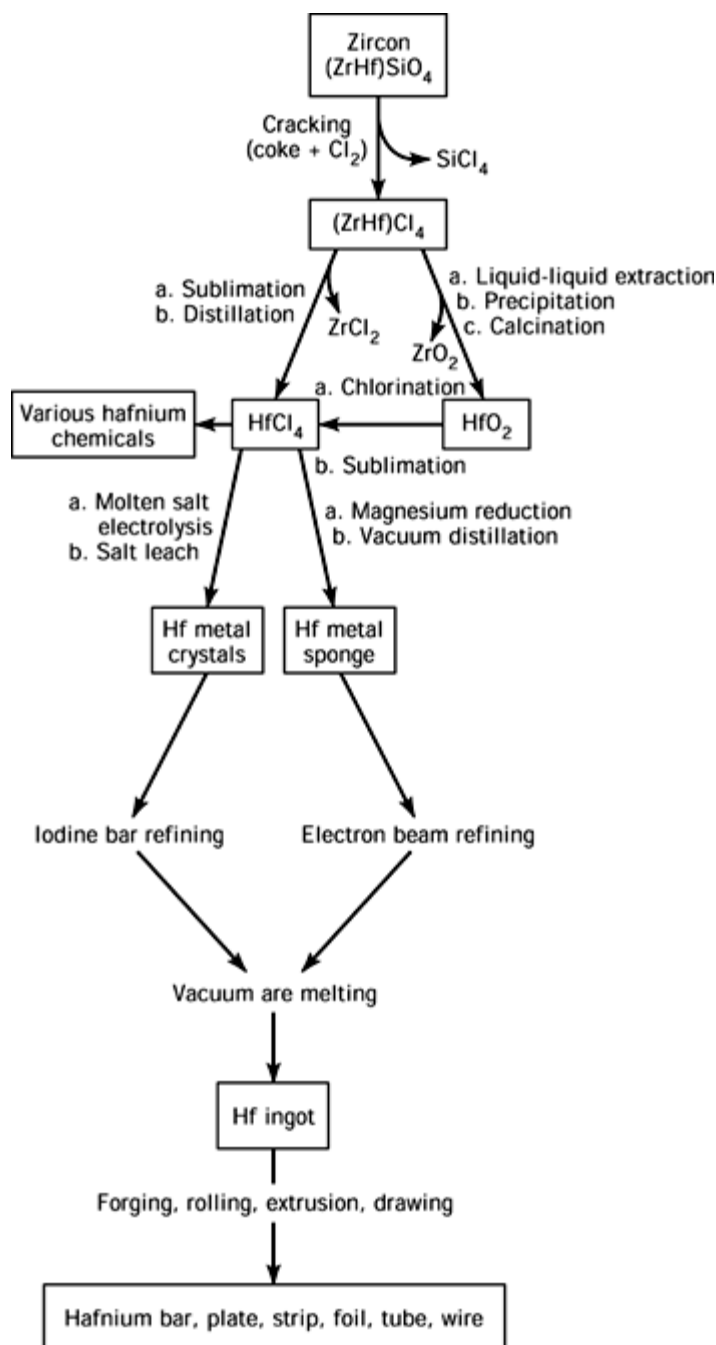 Zircon
(ZrHf)SiO₄
Cracking
(coke + Cl₂)
SiCl₄
(ZrHf)Cl₄
a. Sublimation
b. Distillation
ZrCl₂
a. Liquid-liquid extraction
b. Precipitation
c. Calcination
ZrO₂
a. Chlorination
Various hafnium
chemicals
HfCl₄
HfO₂
b. Sublimation
a. Molten salt
electrolysis
b. Salt leach
a. Magnesium reduction
b. Vacuum distillation
Hf metal
crystals
Hf metal
sponge
Iodine bar refining
Electron beam refining
Vacuum are melting
Hf ingot
Forging, rolling, extrusion, drawing
Hafnium bar, plate, strip, foil, tube, wire